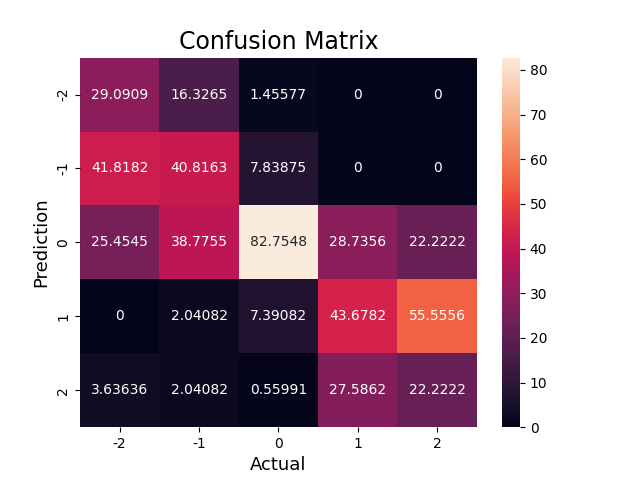 Confusion Matrix
-2 29.0909 16.3265 1.45577 0 0
-1 41.8182 40.8163 7.83875 0 0
0 25.4545 38.7755 82.7548 28.7356 22.2222
1 0 2.04082 7.39082 43.6782 55.5556
2 3.63636 2.04082 0.55991 27.5862 22.2222
-2 -1 0 1 2
Prediction
Actual
80
70
60
50
40
30
20
10
0